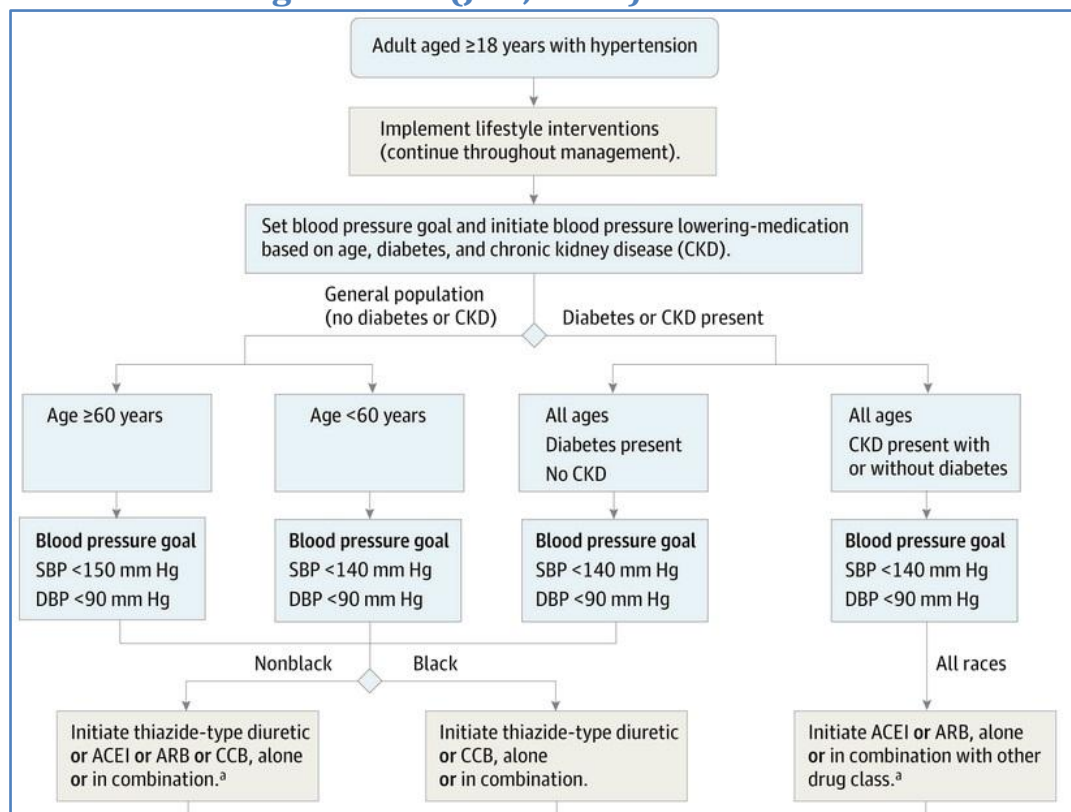 Adult aged ≥18 years with hypertension
Implement lifestyle interventions
(continue throughout management).
Set blood pressure goal and initiate blood pressure lowering-medication
based on age, diabetes, and chronic kidney disease (CKD).
General population
(no diabetes or CKD)
Diabetes or CKD present
Age ≥60 years
Age <60 years
All ages
Diabetes present
No CKD
All ages
CKD present with
or without diabetes
Blood pressure goal
SBP <150 mm Hg
DBP <90 mm Hg
Blood pressure goal
SBP <140 mm Hg
DBP <90 mm Hg
Blood pressure goal
SBP <140 mm Hg
DBP <90 mm Hg
Blood pressure goal
SBP <140 mm Hg
DBP <90 mm Hg
Nonblack
Black
All races
Initiate thiazide-type diuretic
or ACEI or ARB or CCB, alone
or in combination.ᵃ
Initiate thiazide-type diuretic
or CCB, alone
or in combination.
Initiate ACEI or ARB, alone
or in combination with other
drug class.ᵃ